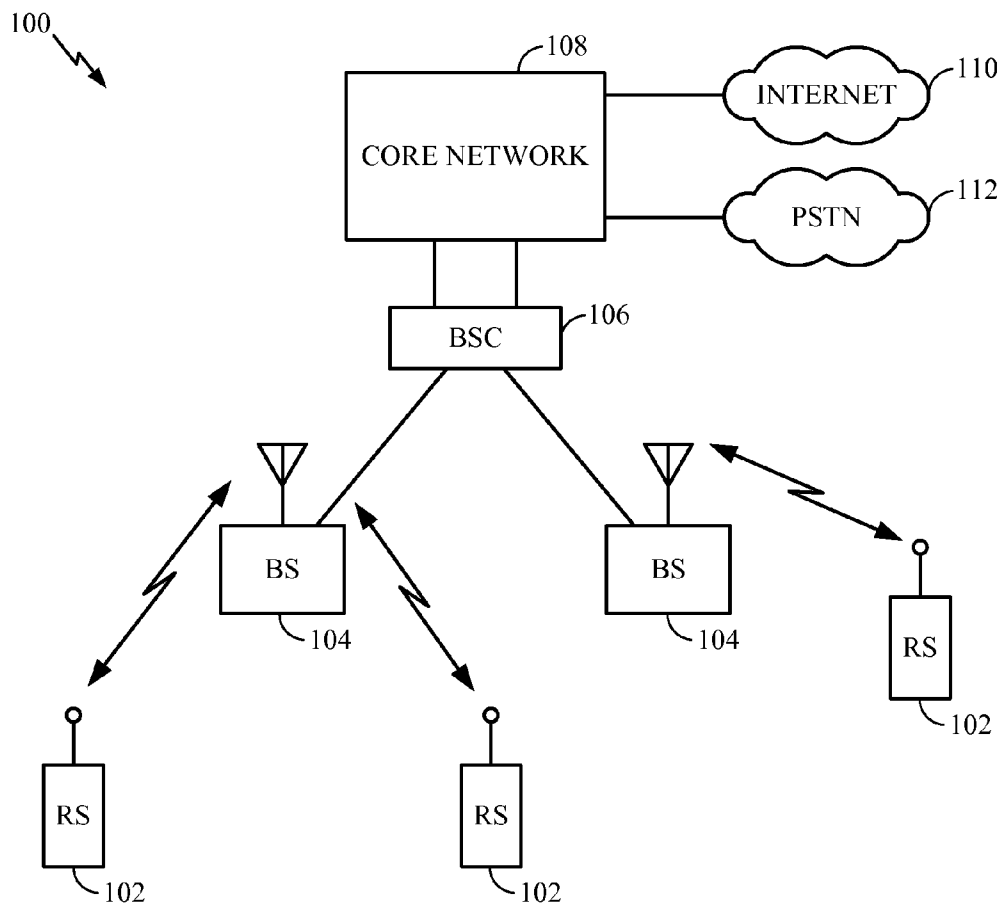 100
108
CORE NETWORK
INTERNET
110
PSTN
112
BSC
106
BS
104
BS
104
RS
102
RS
102
RS
102